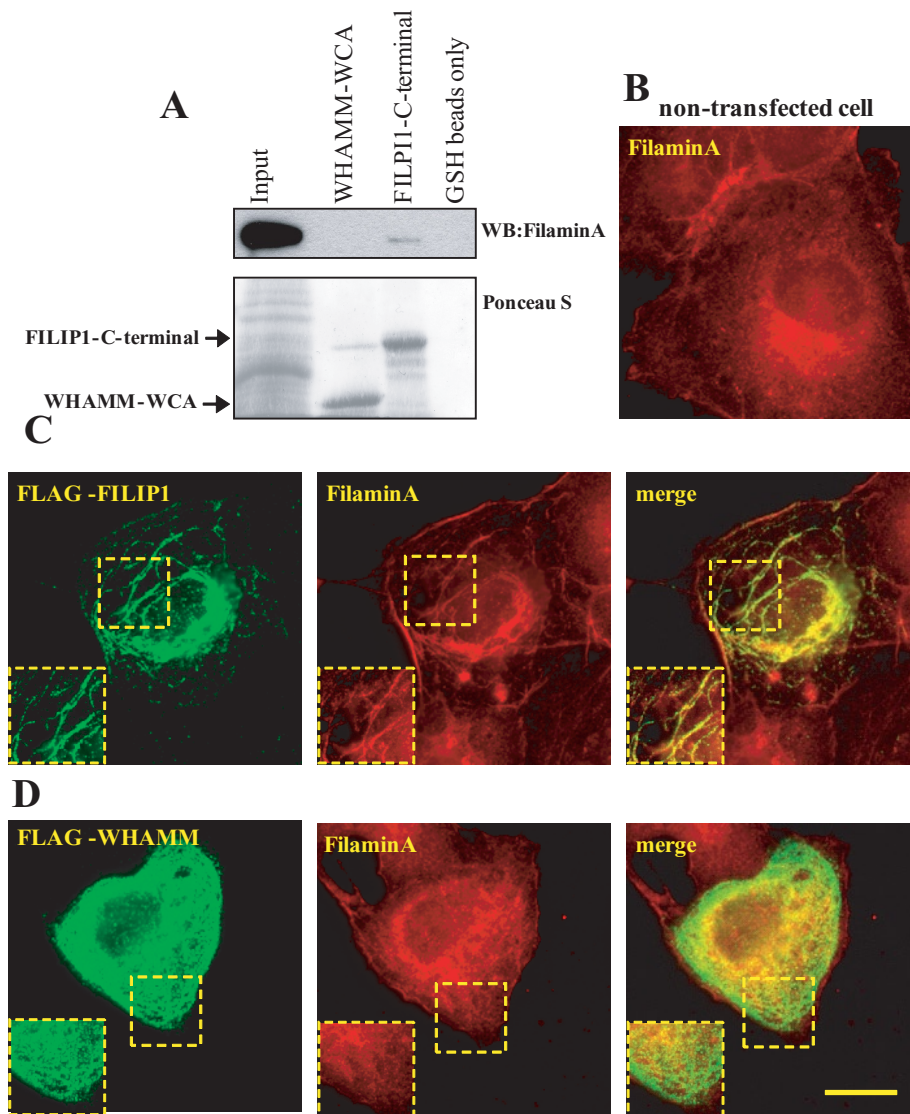 A
Input
WHAMM-WCA
FILPI1-C-terminal
GSH beads only
WB:FilaminA
Ponceau S
FILIP1-C-terminal
WHAMM-WCA
B
non-transfected cell
FilaminA
C
FLAG -FILIP1
FilaminA
merge
D
FLAG -WHAMM
FilaminA
merge